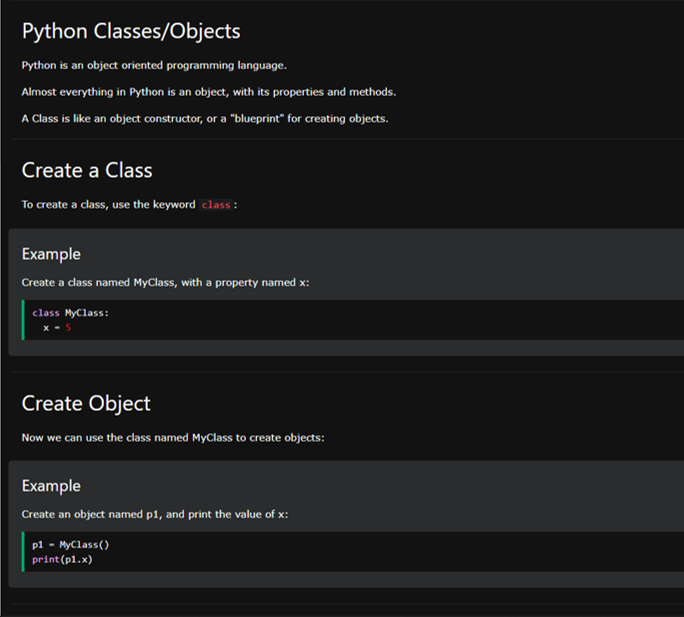 Python Classes/Objects
Python is an object oriented programming language.
Almost everything in Python is an object, with its properties and methods.
A Class is like an object constructor, or a "blueprint" for creating objects.
Create a Class
To create a class, use the keyword class:
Example
Create a class named MyClass, with a property named x:
class MyClass:
  x = 5
Create Object
Now we can use the class named MyClass to create objects:
Example
Create an object named p1, and print the value of x:
p1 = MyClass()
print(p1.x)